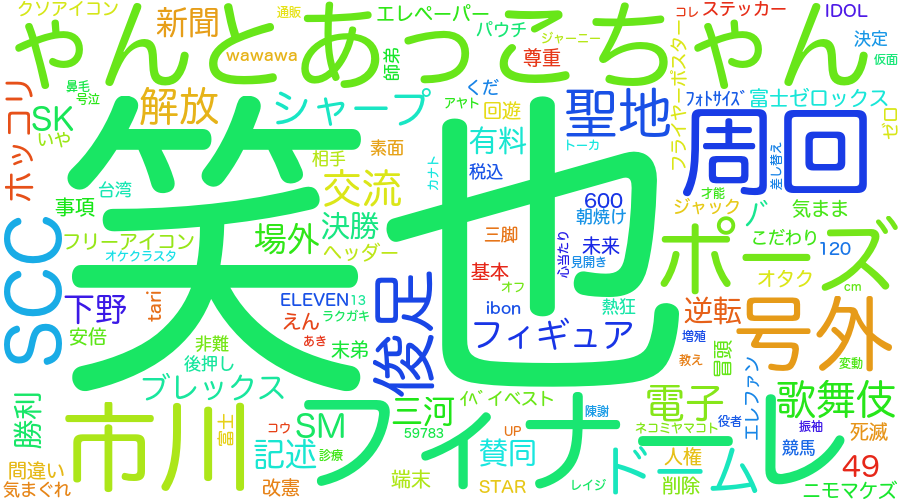 クソアイコン
通販
エレペーパー
コレ
ステッカー
IDOL
ゃんとあっこちゃん
新聞
パウチ
ジャーニー
決定
wawawa
師弟
尊重
仮面
鼻毛
号泣
解放
シャープ
くだ
アヤト
回遊
聖地
フライヤーポスター
ﾌｫﾄｻｲｽﾞ
富士ゼロックス
ゼロ
ホッコリ
SK
いや
相手
素面
有料
トーカ
周回
差し替え
台湾
カナト
税込
才能
事項
交流
笑也
600
朝焼け
ジャック
ﾉﾞ
気まま
SCC
フリーアイコン
オケクラスタ
場外
決勝
ヘッダー
三脚
心当たり
未来
見開き
ポーズ
こだわり
120
オタク
cm
下野
tari
ELEVEN
13
ラクガキ
俊足
基本
オフ
ibon
熱狂
逆転
号外
安倍
非難
えん
あき
末弟
フィギュア
増殖
教え
冒頭
変動
後押し
ブレックス
勝利
市川
富士
コウ
SM
フィナーレ
三河
59783
ｲﾍﾞ
イベスト
陳謝
電子
エレファン
歌舞伎
ネコミヤマコト
役者
振袖
死滅
記述
診療
UP
賛同
ドーム
人権
競馬
49
間違い
気まぐれ
改憲
端末
STAR
レイジ
削除
ニモマケズ